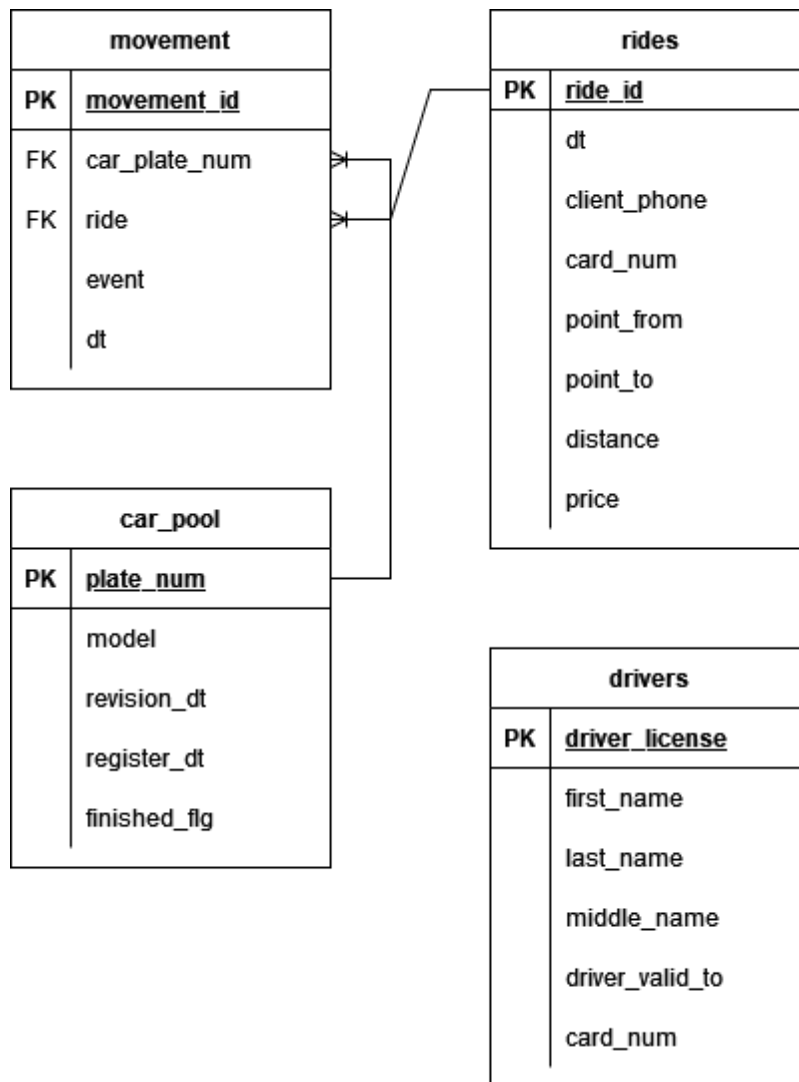 movement
PK movement_id
FK car_plate_num
FK ride
event
dt
rides
PK ride_id
dt
client_phone
card_num
point_from
point_to
distance
price
car_pool
PK plate_num
model
revision_dt
register_dt
finished_flg
drivers
PK driver_license
first_name
last_name
middle_name
driver_valid_to
card_num